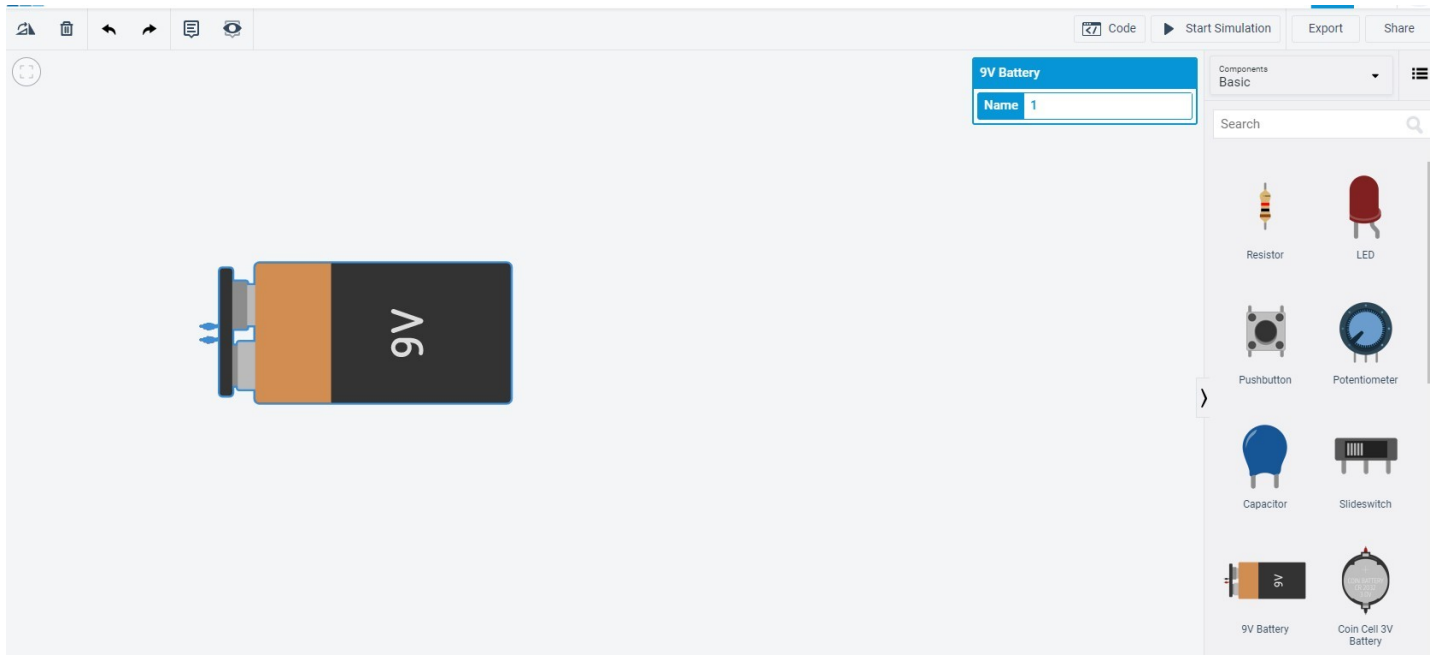 Code
Start Simulation
Export
Share
9V Battery
Name 1
Components
Basic
Search
9V
Resistor
LED
Pushbutton
Potentiometer
Capacitor
Slideswitch
9V
9V Battery
Coin Cell 3V
Battery